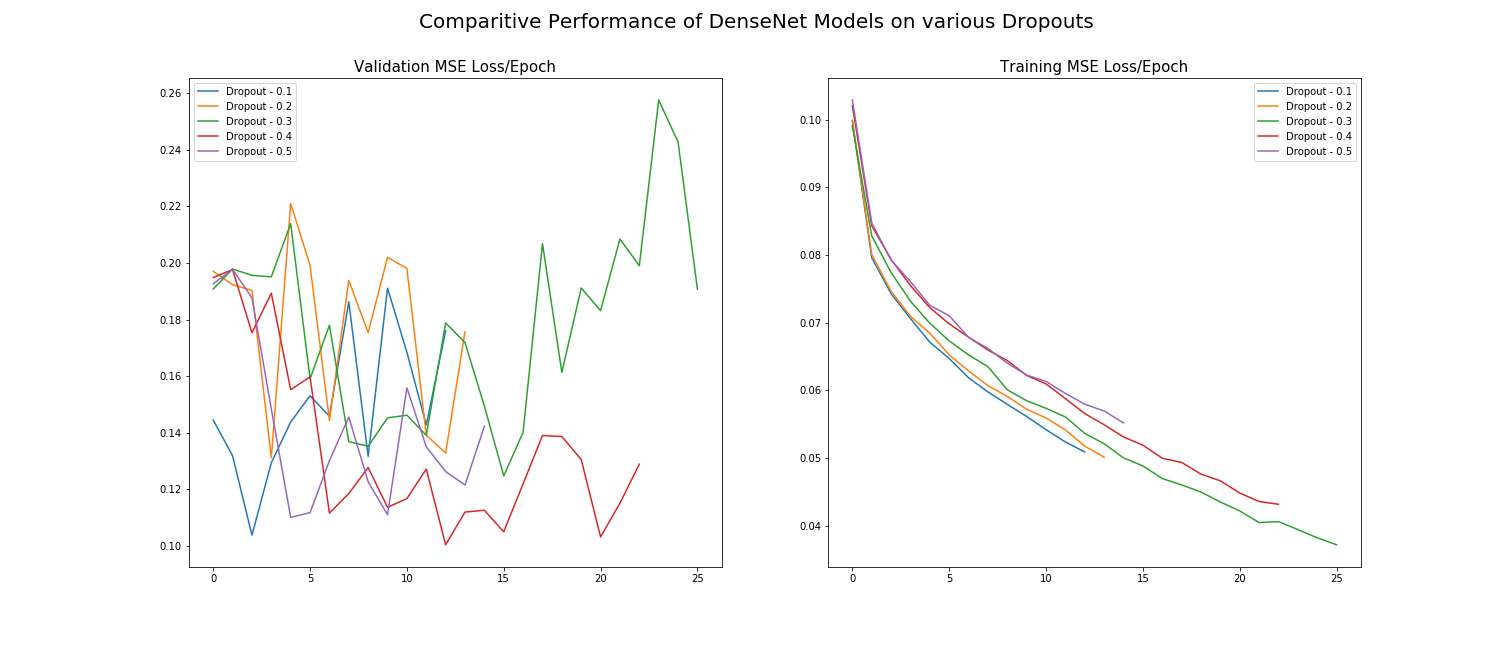 Comparitive Performance of DenseNet Models on various Dropouts
Validation MSE Loss/Epoch
0.26
0.24
0.22
0.20
0.18
0.16
0.14
0.12
0.10
Dropout - 0.1
Dropout - 0.2
Dropout - 0.3
Dropout - 0.4
Dropout - 0.5
0 5 10 15 20 25
Training MSE Loss/Epoch
0.10
0.09
0.08
0.07
0.06
0.05
0.04
Dropout - 0.1
Dropout - 0.2
Dropout - 0.3
Dropout - 0.4
Dropout - 0.5
0 5 10 15 20 25